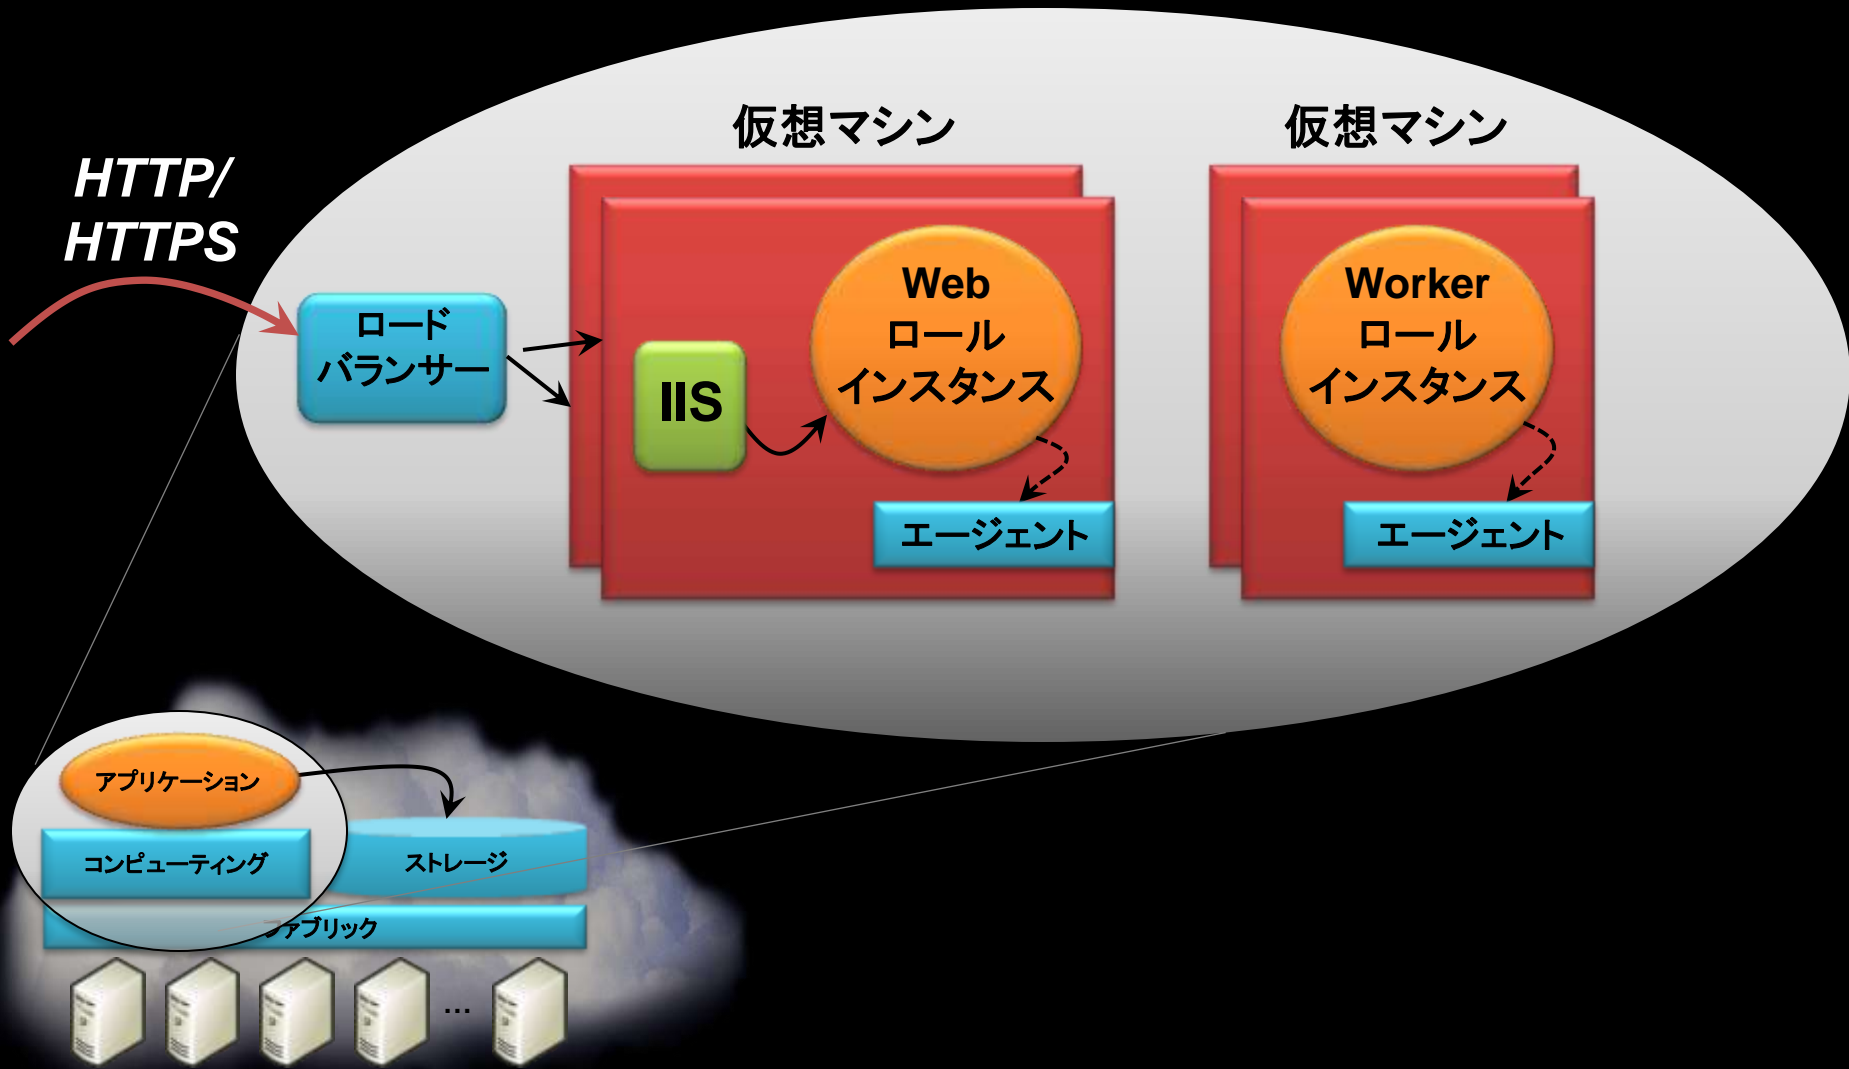 仮想マシン
仮想マシン
HTTP/
HTTPS
ロード
バランサー
IIS
Web
ロール
インスタンス
エージェント
Worker
ロール
インスタンス
エージェント
アプリケーション
コンピューティング
ストレージ
ファブリック
...